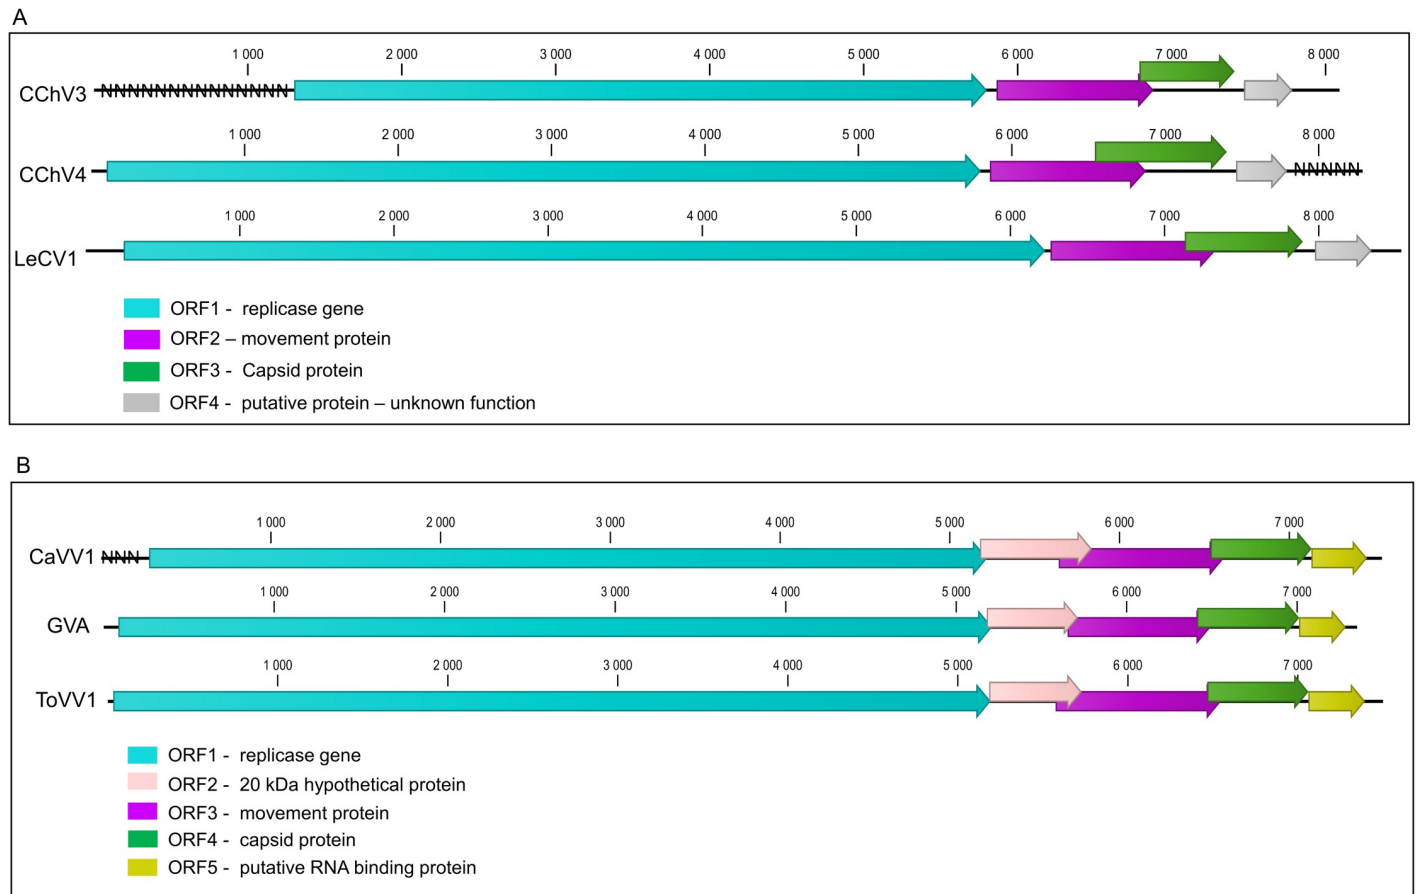 A
1 000 2 000 3 000 4 000 5 000 6 000 7 000 8 000
CChV3 NNNNNNNNNNNNNN
1 000 2 000 3 000 4 000 5 000 6 000 7 000 8 000
CChV4 NNNNN
1 000 2 000 3 000 4 000 5 000 6 000 7 000 8 000
LeCV1
ORF1 - replicase gene
ORF2 – movement protein
ORF3 - Capsid protein
ORF4 - putative protein – unknown function
B
1 000 2 000 3 000 4 000 5 000 6 000 7 000
CaVV1 NNN
1 000 2 000 3 000 4 000 5 000 6 000 7 000
GVA
1 000 2 000 3 000 4 000 5 000 6 000 7 000
ToVV1
ORF1 - replicase gene
ORF2 - 20 kDa hypothetical protein
ORF3 - movement protein
ORF4 - capsid protein
ORF5 - putative RNA binding protein